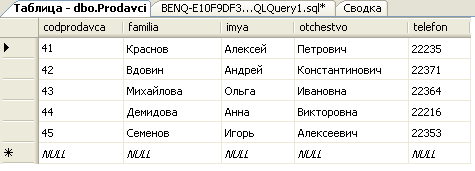 Таблица - dbo.Prodavci BENQ-E10F9DF3...QLQuery1.sql* Сводка
codprodavca familia imya otchestvo telefon
41 Краснов Алексей Петрович 22235
42 Вдовин Андрей Константинович 22371
43 Михайлова Ольга Ивановна 22364
44 Демидова Анна Викторовна 22216
45 Семенов Игорь Алексеевич 22353
NULL NULL NULL NULL NULL